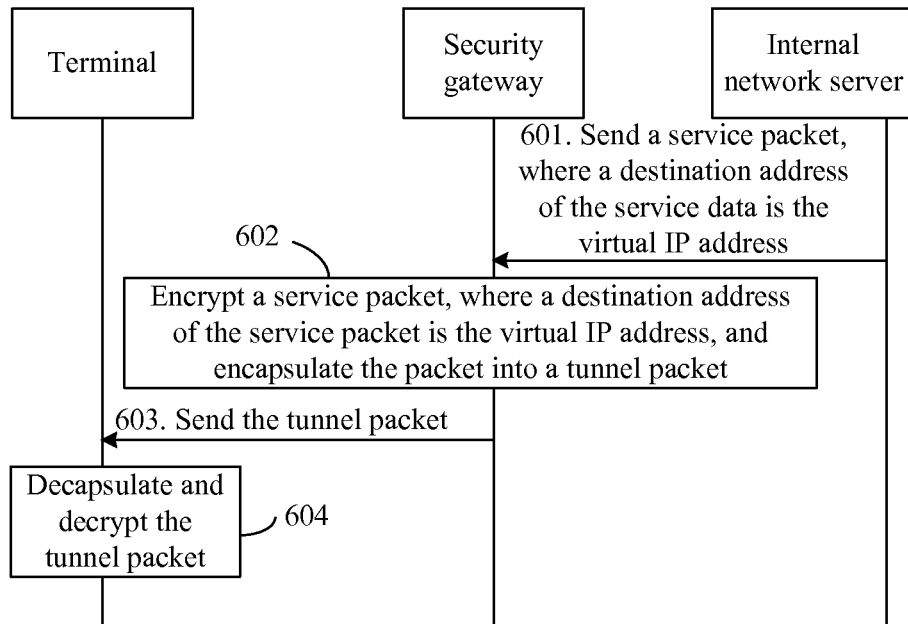 Terminal
Security
gateway
Internal
network server
601. Send a service packet,
where a destination address
of the service data is the
virtual IP address
602
Encrypt a service packet, where a destination address
of the service packet is the virtual IP address, and
encapsulate the packet into a tunnel packet
603. Send the tunnel packet
Decapsulate and
decrypt the
tunnel packet
604